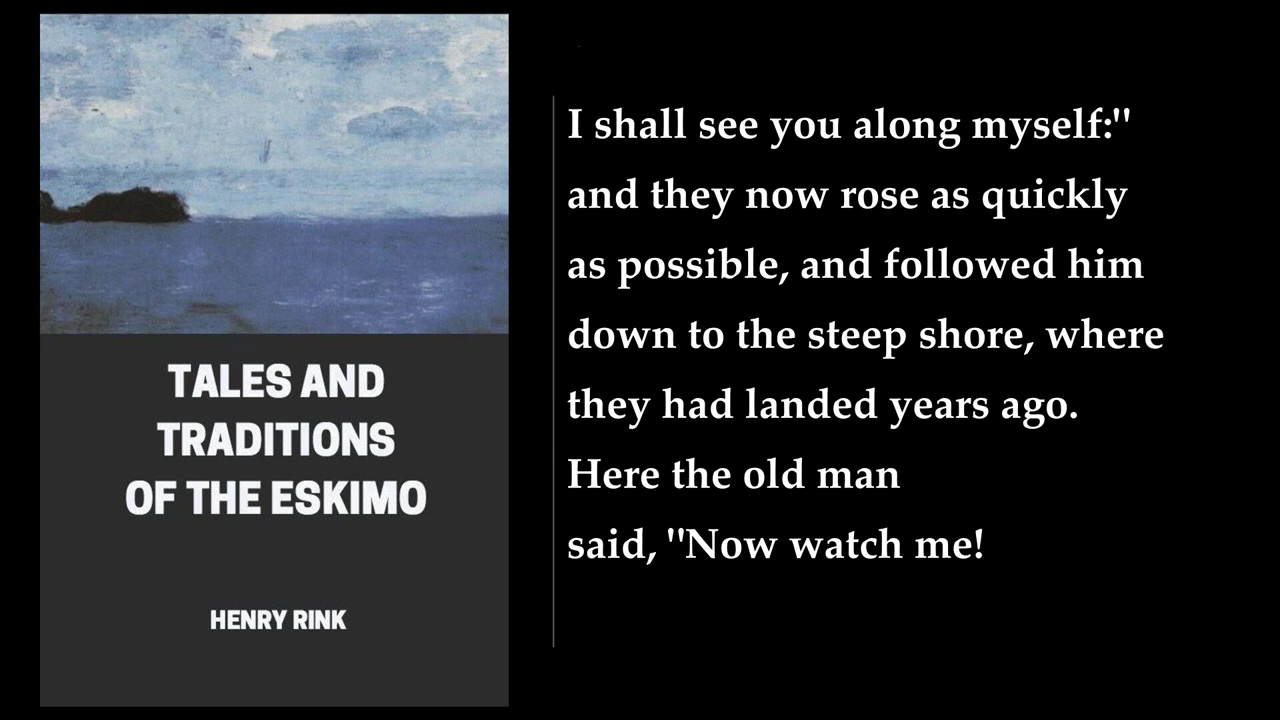 TALES AND
TRADITIONS
OF THE ESKIMO
HENRY RINK
I shall see you along myself:"
and they now rose as quickly
as possible, and followed him
down to the steep shore, where
they had landed years ago.
Here the old man
said, "Now watch me!